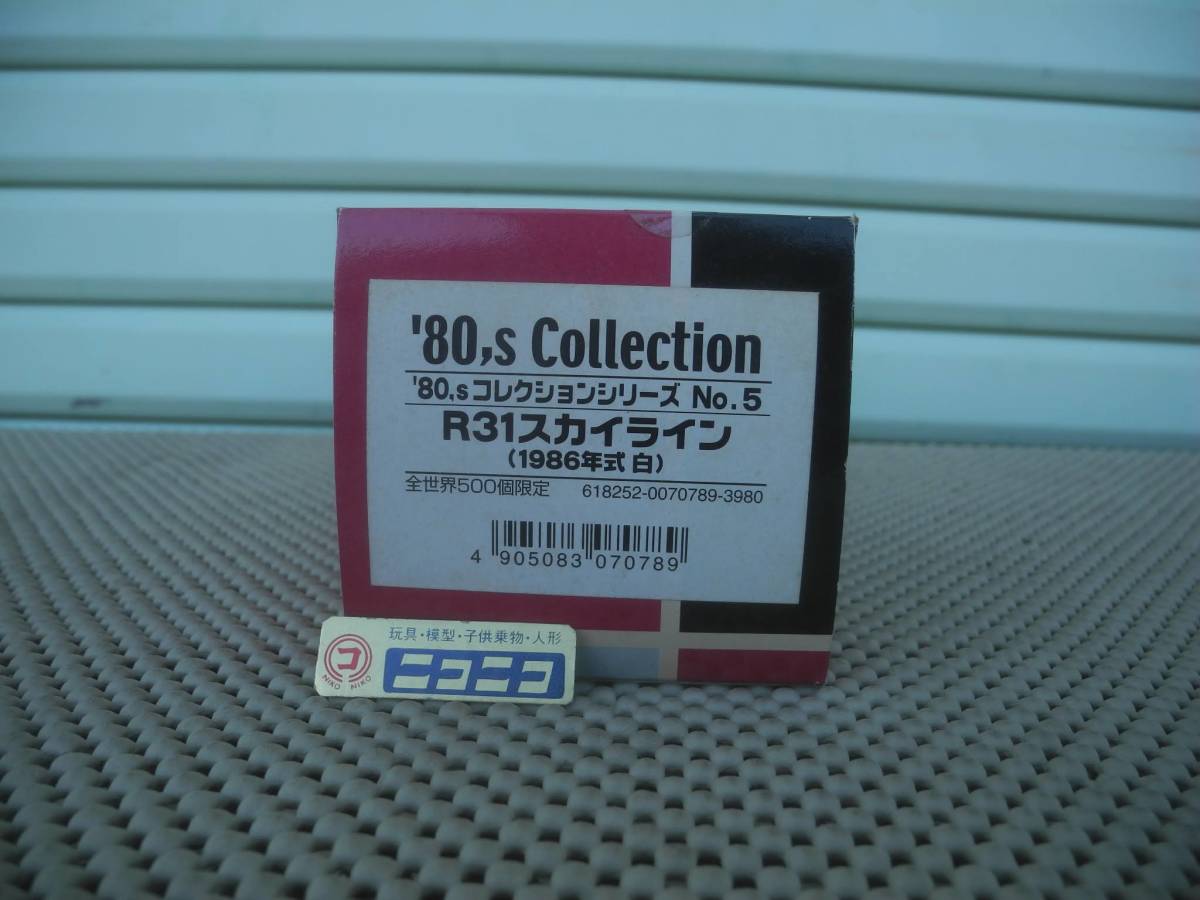 '80,s Collection
'80,sコレクションシリーズ No.5
R31スカイライン
(1986年式 白)
全世界500個限定 618252-0070789-3980
4 905083 070789
玩具・模型・子供乗物・人形
コ ニコニコ
NIKO NIKO